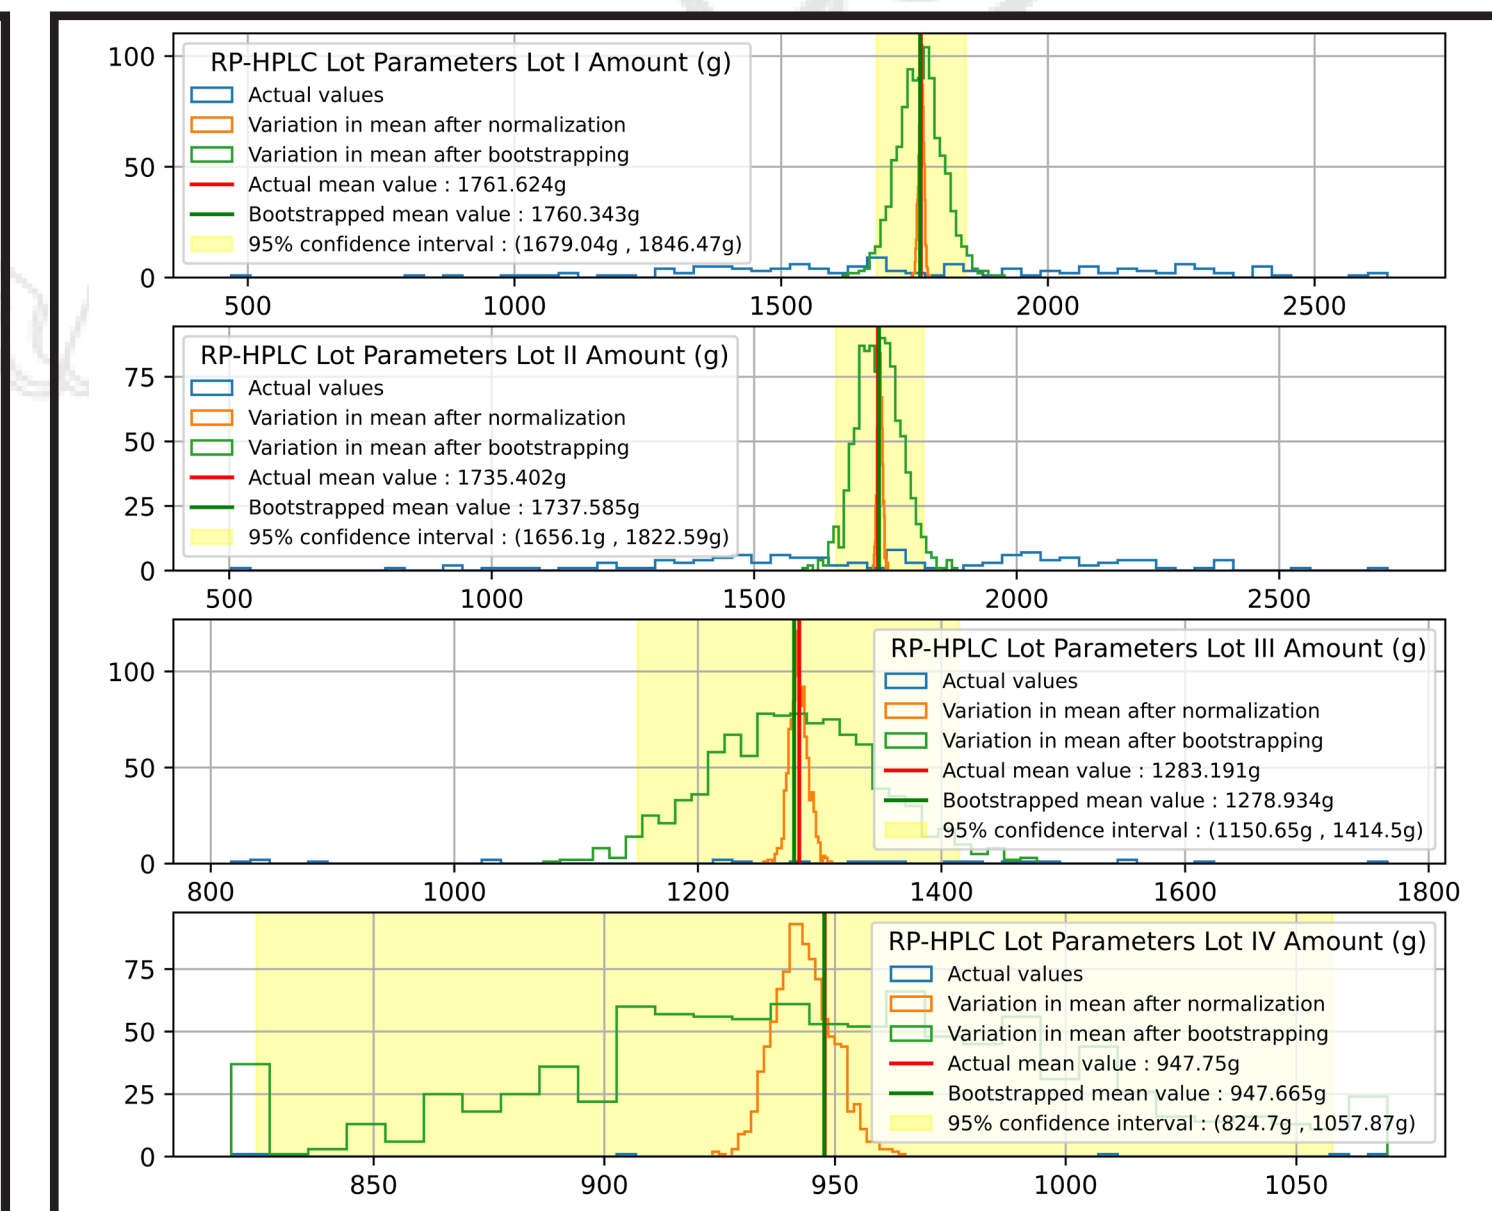 RP-HPLC Lot Parameters Lot I Amount (g)
Actual values
Variation in mean after normalization
Variation in mean after bootstrapping
Actual mean value : 1761.624g
Bootstrapped mean value : 1760.343g
95% confidence interval : (1679.04g , 1846.47g)
100
50
0
500 1000 1500 2000 2500
RP-HPLC Lot Parameters Lot II Amount (g)
Actual values
Variation in mean after normalization
Variation in mean after bootstrapping
Actual mean value : 1735.402g
Bootstrapped mean value : 1737.585g
95% confidence interval : (1656.1g , 1822.59g)
75
50
25
0
500 1000 1500 2000 2500
RP-HPLC Lot Parameters Lot III Amount (g)
Actual values
Variation in mean after normalization
Variation in mean after bootstrapping
Actual mean value : 1283.191g
Bootstrapped mean value : 1278.934g
95% confidence interval : (1150.65g , 1414.5g)
100
50
0
800 1000 1200 1400 1600 1800
RP-HPLC Lot Parameters Lot IV Amount (g)
Actual values
Variation in mean after normalization
Variation in mean after bootstrapping
Actual mean value : 947.75g
Bootstrapped mean value : 947.665g
95% confidence interval : (824.7g , 1057.87g)
75
50
25
0
850 900 950 1000 1050